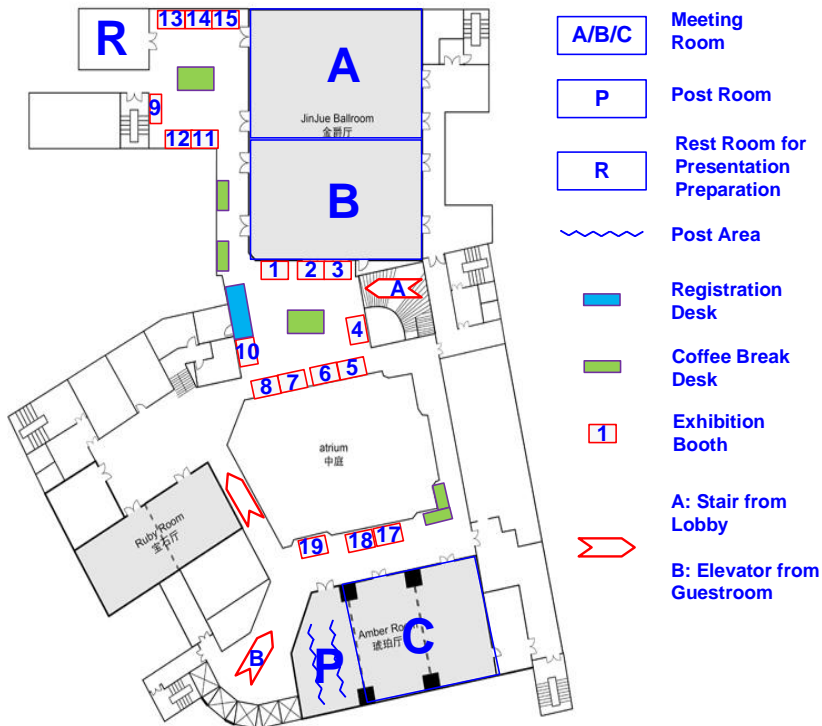 R
13 14 15
A
JinJue Ballroom
金爵厅
9
12 11
B
1 2 3
A
4
10
8 7 6 5
atrium
中庭
Ruby Room
宝石厅
19 18 17
Amber Room
琥珀厅
C
P
B
A/B/C
Meeting
Room
P
Post Room
R
Rest Room for
Presentation
Preparation
Post Area
Registration
Desk
Coffee Break
Desk
1
Exhibition
Booth
A: Stair from
Lobby
B: Elevator from
Guestroom